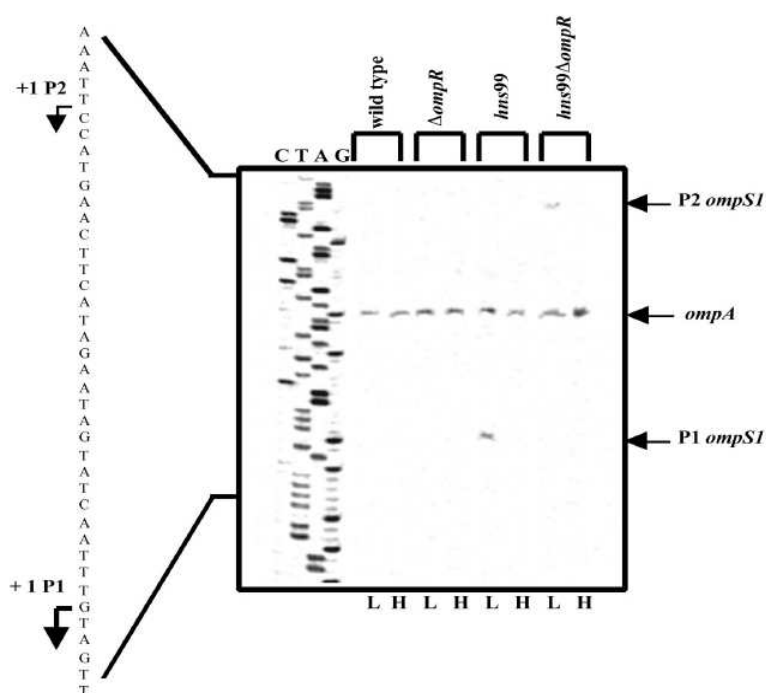 wild type
ΔompR
hns99
hns99ΔompR
A
A
A
T
T
C
C
A
T
G
A
A
C
T
T
C
A
T
A
G
A
A
T
A
G
T
A
T
C
A
A
T
T
T
G
T
A
G
T
T
+1 P2
+ 1 P1
C T A G
P2 ompS1
ompA
P1 ompS1
L H L H L H L H